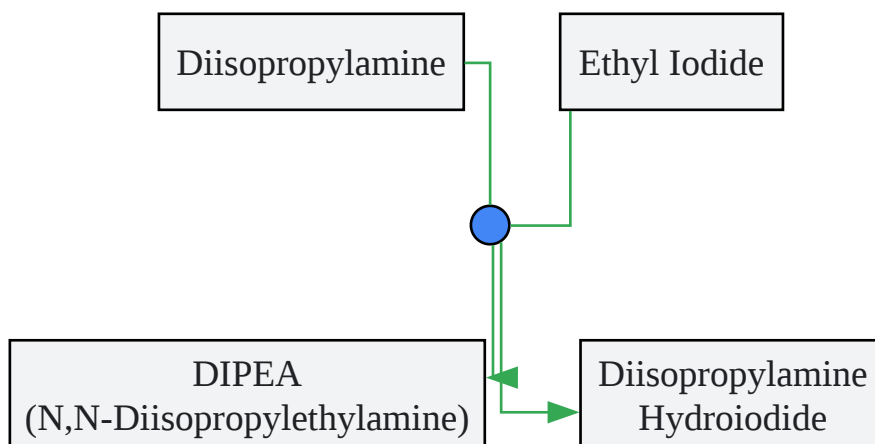 Diisopropylamine
Ethyl Iodide
DIPEA
(N,N-Diisopropylethylamine)
Diisopropylamine
Hydroiodide